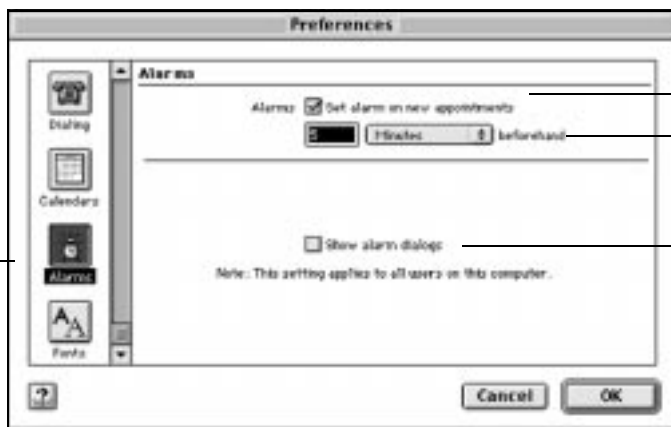 Preferences
Dialing
Calendars
Alarms
Fonts
Alarms
Alarms: Set alarm on new appointments
Minutes beforehand
Show alarm dialogs
Note: This setting applies to all users on this computer.
?
Cancel
OK